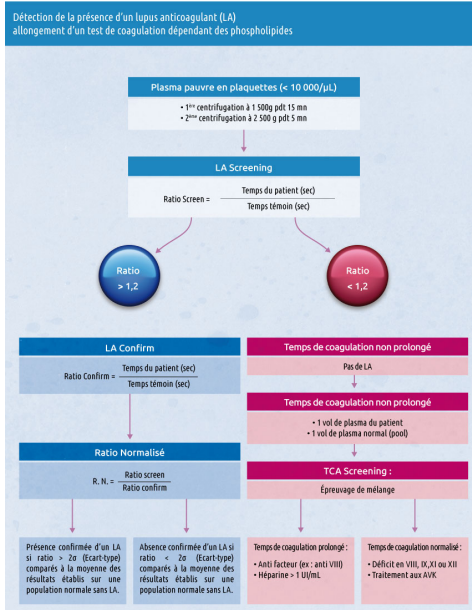 Détection de la présence d'un lupus anticoagulant (LA)
allongement d'un test de coagulation dépendant des phospholipides
Plasma pauvre en plaquettes (< 10 000/µL)
• 1ère centrifugation à 1 500g pdt 15 mn
• 2ème centrifugation à 2 500 g pdt 5 mn
LA Screening
Ratio Screen =
Temps du patient (sec)
Temps témoin (sec)
Ratio
> 1,2
Ratio
< 1,2
LA Confirm
Ratio Confirm =
Temps du patient (sec)
Temps témoin (sec)
Ratio Normalisé
R. N. =
Ratio screen
Ratio confirm
Présence confirmée d'un LA
si ratio > 2σ (Ecart-type)
comparés à la moyenne des
résultats établis sur une
population normale sans LA.
Absence confirmée d'un LA si
ratio < 2σ (Ecart-type)
comparés à la moyenne des
résultats établis sur une
population normale sans LA.
Temps de coagulation non prolongé
Pas de LA
Temps de coagulation non prolongé
• 1 vol de plasma du patient
• 1 vol de plasma normal (pool)
TCA Screening :
Épreuvage de mélange
Temps de coagulation prolongé :
• Anti facteur (ex : anti VIII)
• Héparine > 1 UI/mL
Temps de coagulation normalisé :
• Déficit en VIII, IX,XI ou XII
• Traitement aux AVK